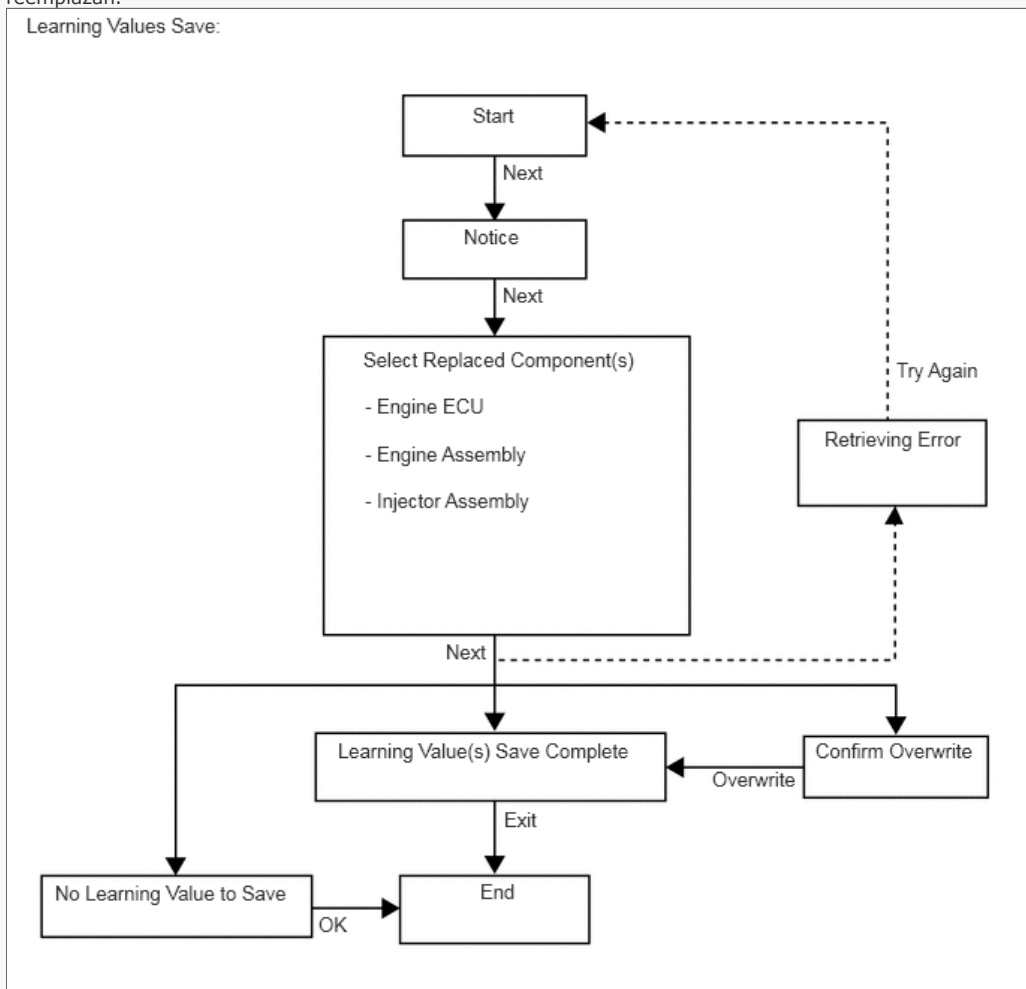 reemplazan.
Learning Values Save:
Start
Next
Notice
Next
Select Replaced Component(s)
- Engine ECU
- Engine Assembly
- Injector Assembly
Try Again
Retrieving Error
Next
Learning Value(s) Save Complete
Confirm Overwrite
Overwrite
Exit
No Learning Value to Save
End
OK